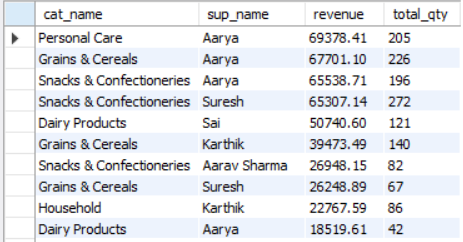 cat_name sup_name revenue total_qty
Personal Care Aarya 69378.41 205
Grains & Cereals Aarya 67701.10 226
Snacks & Confectioneries Aarya 65538.71 196
Snacks & Confectioneries Suresh 65307.14 272
Dairy Products Sai 50740.60 121
Grains & Cereals Karthik 39473.49 140
Snacks & Confectioneries Aarav Sharma 26948.15 82
Grains & Cereals Suresh 26248.89 67
Household Karthik 22767.59 86
Dairy Products Aarya 18519.61 42